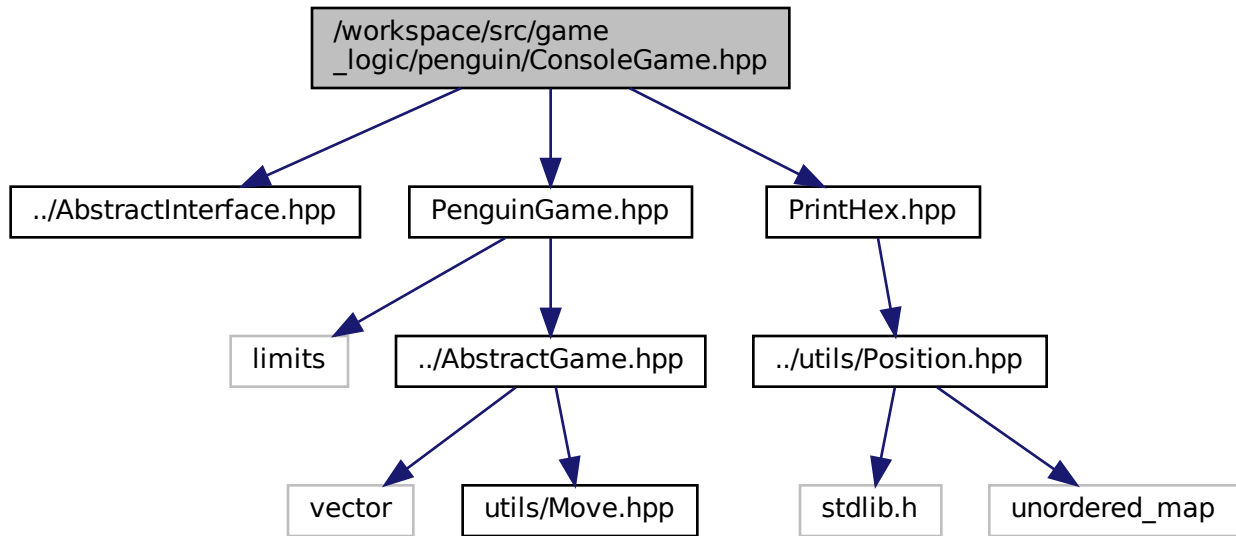 /workspace/src/game
_logic/penguin/ConsoleGame.hpp
../AbstractInterface.hpp
PenguinGame.hpp
PrintHex.hpp
limits
../AbstractGame.hpp
../utils/Position.hpp
vector
utils/Move.hpp
stdlib.h
unordered_map